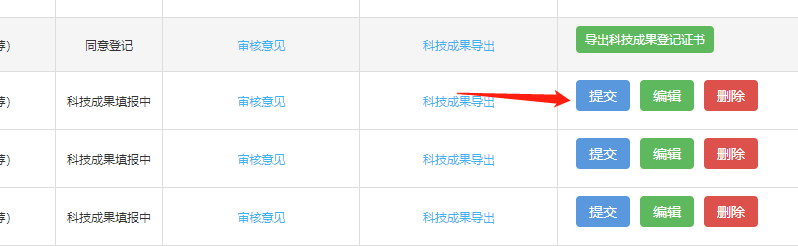 荐） 同意登记 审核意见 科技成果导出 导出科技成果登记证书
荐） 科技成果填报中 审核意见 科技成果导出 提交 编辑 删除
荐） 科技成果填报中 审核意见 科技成果导出 提交 编辑 删除
荐） 科技成果填报中 审核意见 科技成果导出 提交 编辑 删除